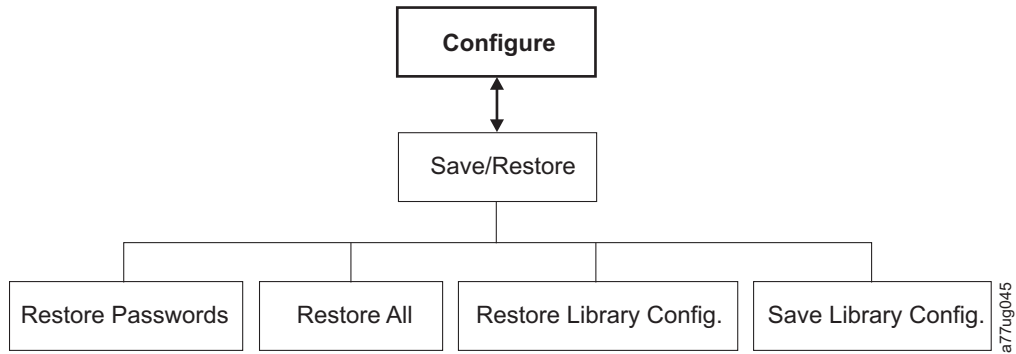 Configure
Save/Restore
Restore Passwords
Restore All
Restore Library Config.
Save Library Config.
a77ug045